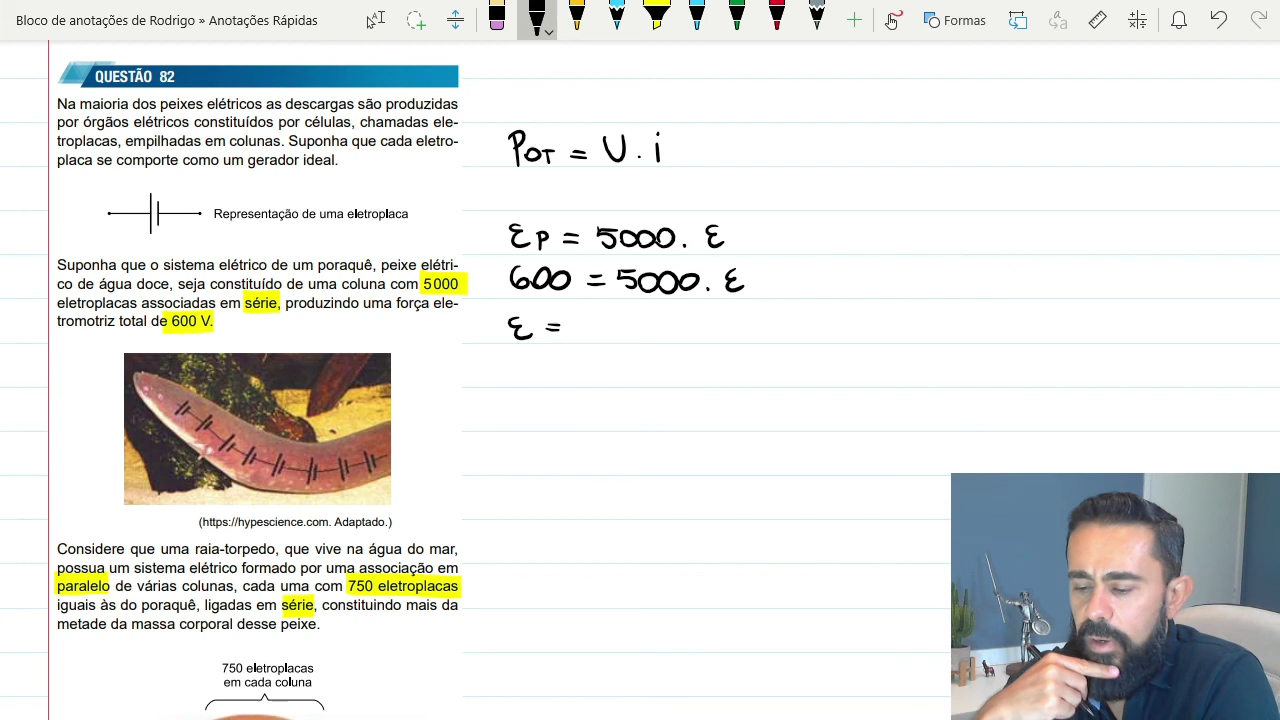 Bloco de anotações de Rodrigo » Anotações Rápidas
Formas
QUESTÃO 82
Na maioria dos peixes elétricos as descargas são produzidas
por órgãos elétricos constituídos por células, chamadas ele-
troplacas, empilhadas em colunas. Suponha que cada eletro-
placa se comporte como um gerador ideal.
Representação de uma eletroplaca
Suponha que o sistema elétrico de um poraquê, peixe elétri-
co de água doce, seja constituído de uma coluna com 5 000
eletroplacas associadas em série, produzindo uma força ele-
tromotriz total de 600 V.
(https://hypescience.com. Adaptado.)
Considere que uma raia-torpedo, que vive na água do mar,
possua um sistema elétrico formado por uma associação em
paralelo de várias colunas, cada uma com 750 eletroplacas
iguais às do poraquê, ligadas em série, constituindo mais da
metade da massa corporal desse peixe.
750 eletroplacas
em cada coluna
POT = U . i
εP = 5000 . ε
600 = 5000 . ε
ε =